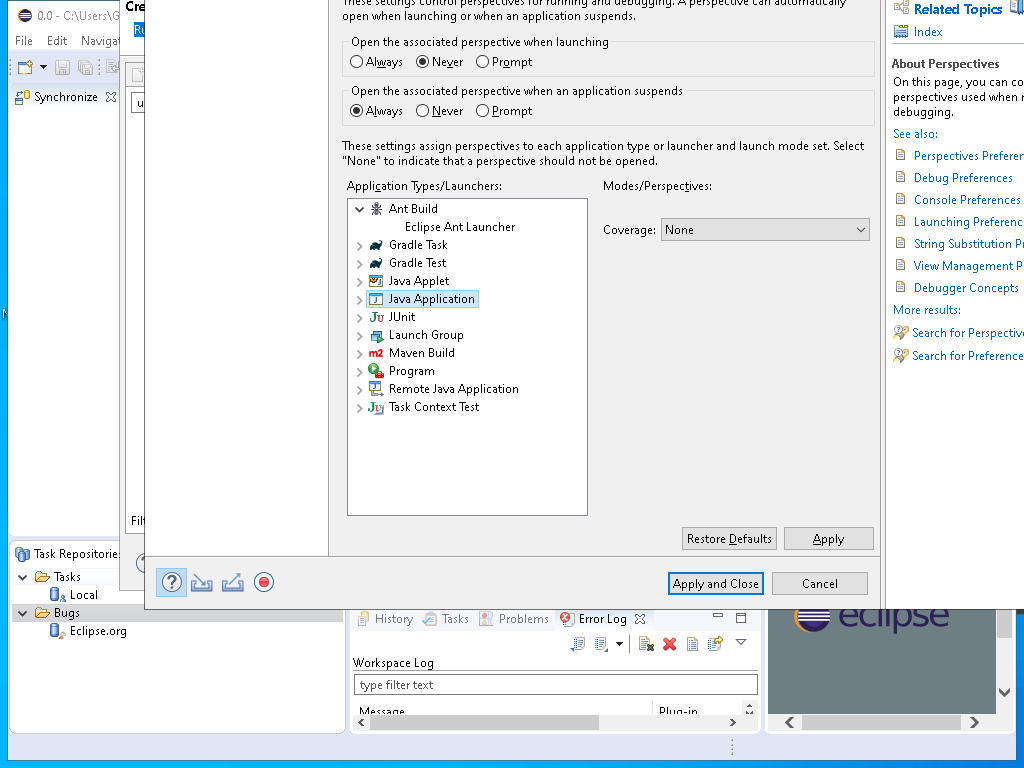 0.0 - C:\Users\G
File Edit Navigat
Synchronize
Cre
Ru
u
Filt
These settings control perspectives for running and debugging. A perspective can automatically
open when launching or when an application suspends.
Open the associated perspective when launching
Always Never Prompt
Open the associated perspective when an application suspends
Always Never Prompt
These settings assign perspectives to each application type or launcher and launch mode set. Select
"None" to indicate that a perspective should not be opened.
Application Types/Launchers: Modes/Perspectives:
Ant Build
Eclipse Ant Launcher
Gradle Task
Gradle Test
Java Applet
Java Application
JUnit
Launch Group
Maven Build
Program
Remote Java Application
Task Context Test
Coverage: None
Restore Defaults Apply
Apply and Close Cancel
Related Topics
Index
About Perspectives
On this page, you can co
perspectives used when r
debugging.
See also:
Perspectives Preferen
Debug Preferences
Console Preferences
Launching Preferenc
String Substitution Pr
View Management P
Debugger Concepts
More results:
Search for Perspective
Search for Preference
Task Repositorie
Tasks
Local
Bugs
Eclipse.org
History Tasks Problems Error Log
Workspace Log
type filter text
Message Plug-in
eclipse